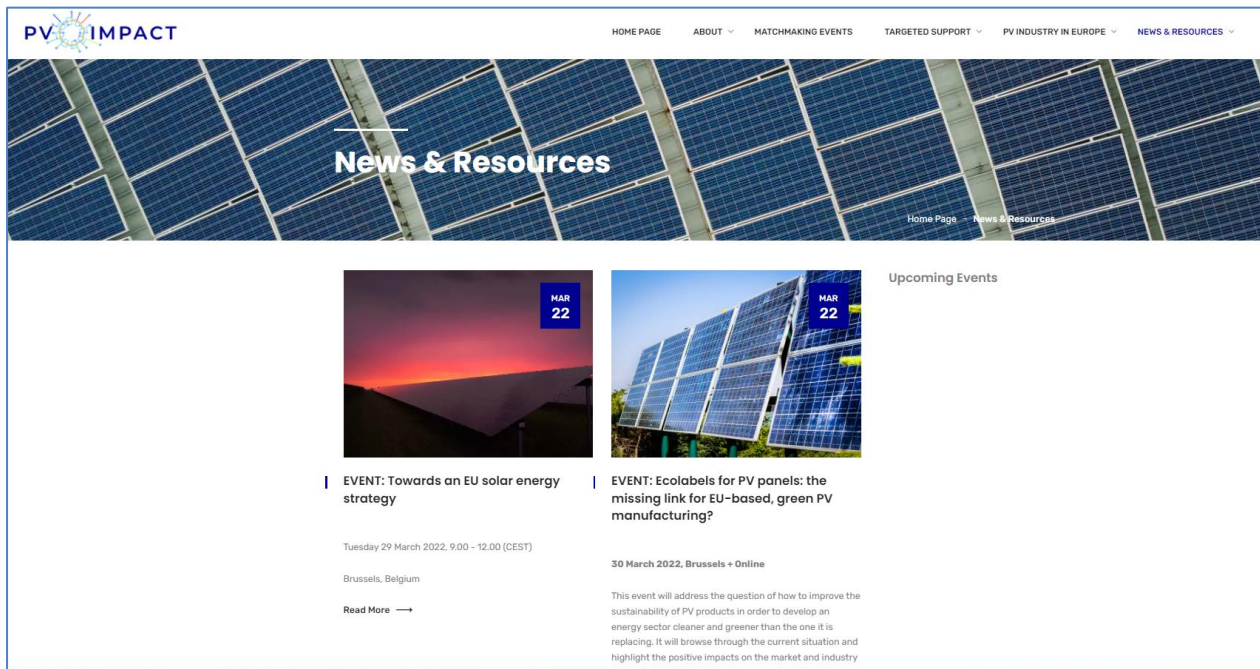 PV IMPACT
HOME PAGE ABOUT MATCHMAKING EVENTS TARGETED SUPPORT PV INDUSTRY IN EUROPE NEWS & RESOURCES
News & Resources
Home Page – News & Resources
MAR
22
EVENT: Towards an EU solar energy
strategy
Tuesday 29 March 2022, 9.00 - 12.00 (CEST)
Brussels, Belgium
Read More
MAR
22
EVENT: Ecolabels for PV panels: the
missing link for EU-based, green PV
manufacturing?
30 March 2022, Brussels + Online
This event will address the question of how to improve the
sustainability of PV products in order to develop an
energy sector cleaner and greener than the one it is
replacing. It will browse through the current situation and
highlight the positive impacts on the market and industry
Upcoming Events